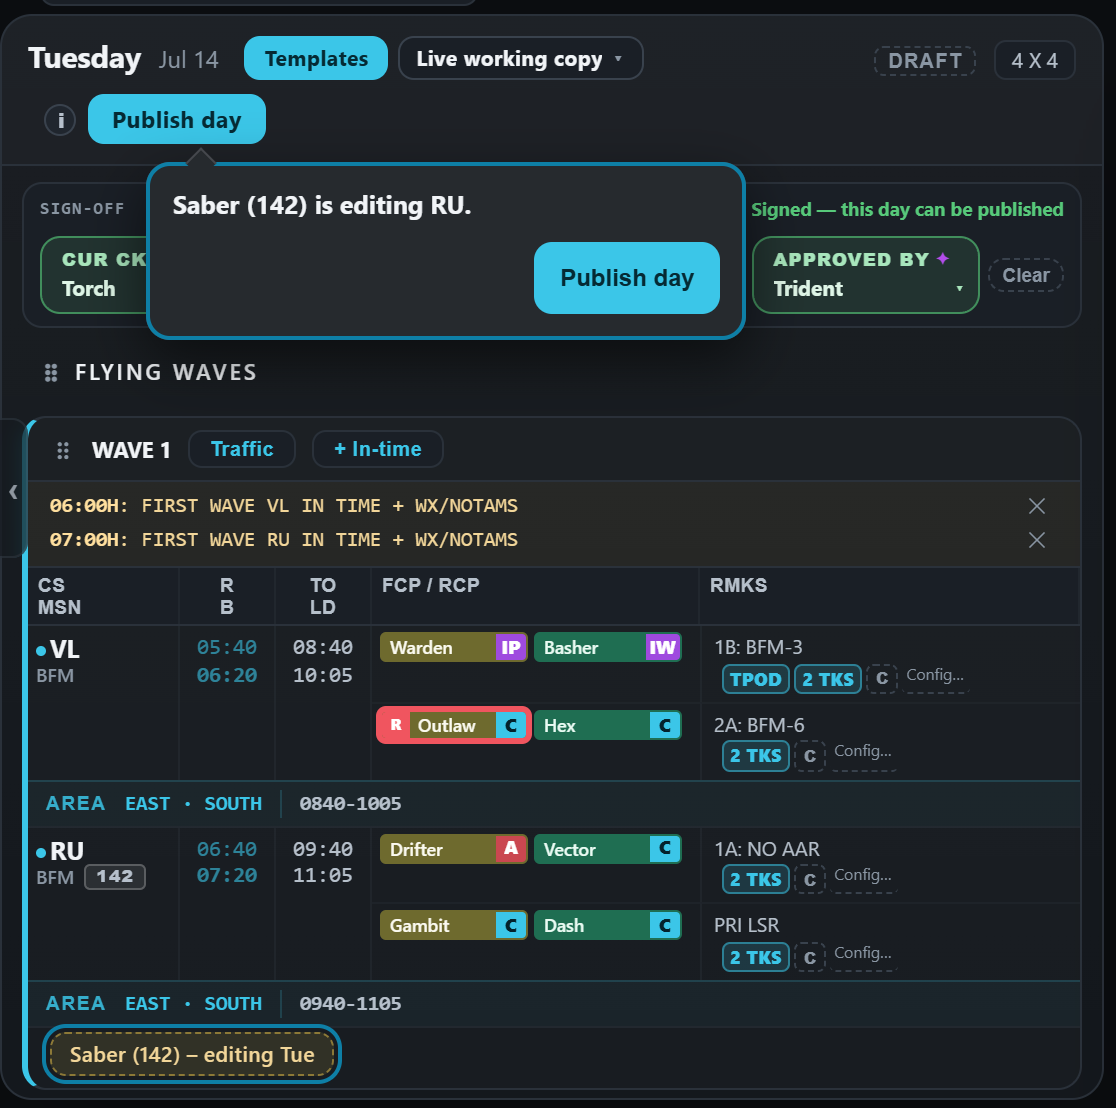 Tuesday Jul 14 Templates Live working copy DRAFT 4 X 4
i Publish day
Saber (142) is editing RU.
Publish day
SIGN-OFF Signed — this day can be published
CUR CK APPROVED BY
Torch Trident Clear
FLYING WAVES
WAVE 1 Traffic + In-time
06:00H: FIRST WAVE VL IN TIME + WX/NOTAMS
07:00H: FIRST WAVE RU IN TIME + WX/NOTAMS
CS R TO FCP / RCP RMKS
MSN B LD
VL 05:40 08:40 Warden IP Basher IW 1B: BFM-3
BFM 06:20 10:05 TPOD 2 TKS C Config...
R Outlaw C Hex C 2A: BFM-6
2 TKS C Config...
AREA EAST • SOUTH 0840-1005
RU 06:40 09:40 Drifter A Vector C 1A: NO AAR
BFM 142 07:20 11:05 2 TKS C Config...
Gambit C Dash C PRI LSR
2 TKS C Config...
AREA EAST • SOUTH 0940-1105
Saber (142) – editing Tue